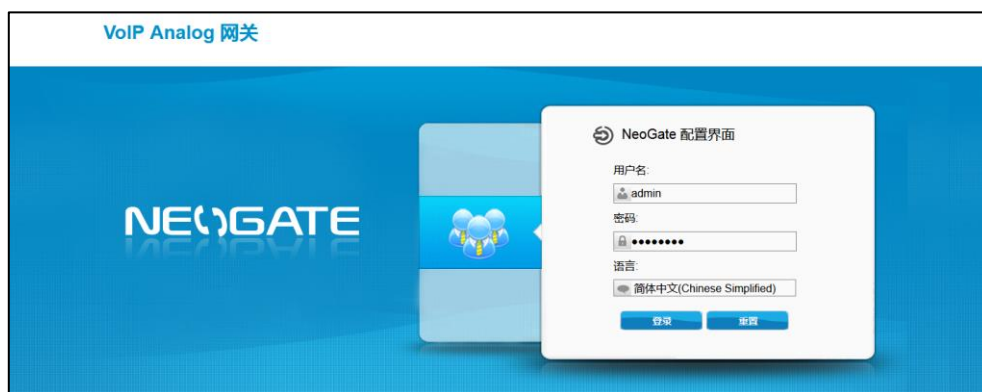 VoIP Analog 网关
NEOGATE
NeoGate 配置界面
用户名:
admin
密码:
••••••••
语言:
简体中文(Chinese Simplified)
登录
重置